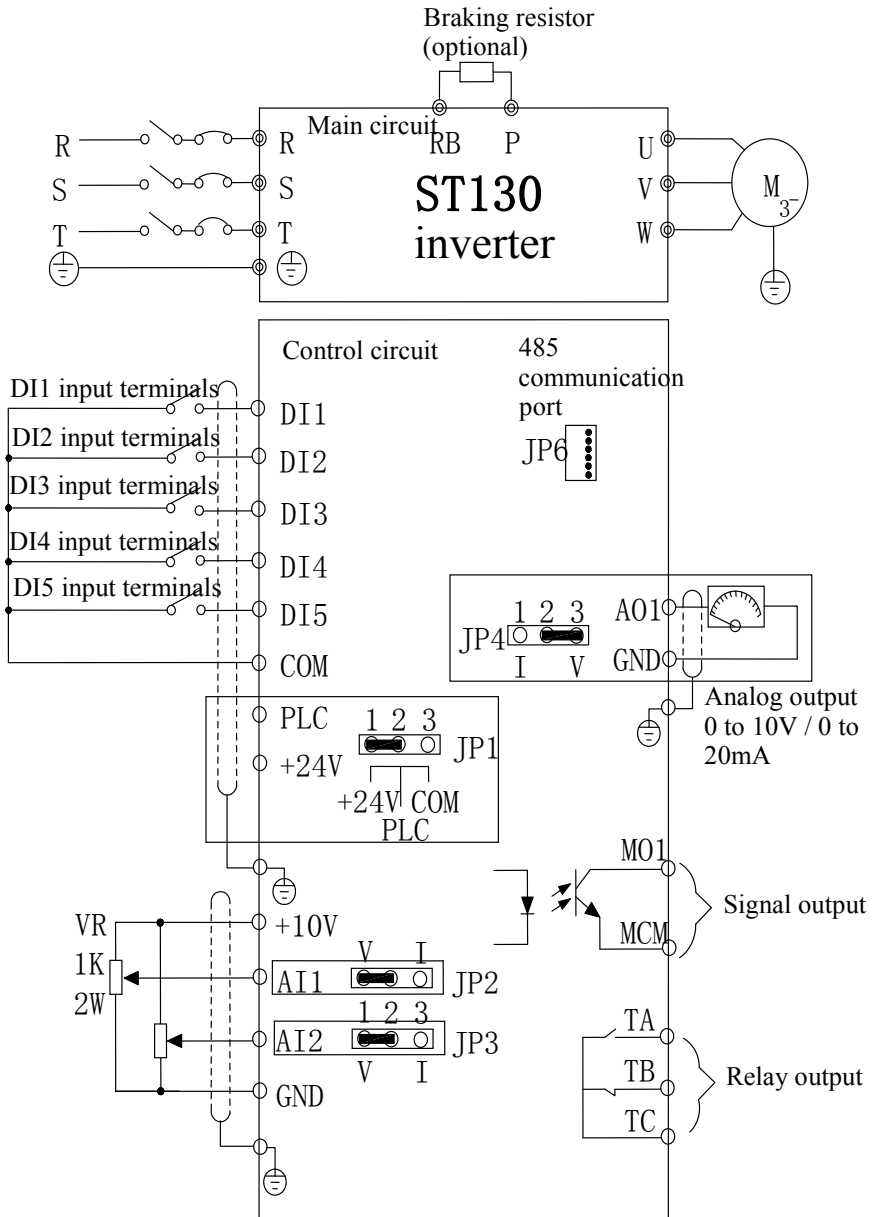 Braking resistor
(optional)
Main circuit
R R RB P U
S S ST130 V M
3~
T T inverter W
Control circuit
485
communication
port
JP6
DI1 input terminals
DI1
DI2 input terminals
DI2
DI3 input terminals
DI3
DI4 input terminals
DI4
DI5 input terminals
DI5
COM
1 2 3
JP4
I V
AO1
GND
Analog output
0 to 10V / 0 to
20mA
PLC
+24V
1 2 3
JP1
+24V COM
PLC
MO1
MCM
Signal output
VR
1K
2W
+10V
V I
AI1
JP2
1 2 3
AI2
JP3
V I
GND
TA
TB
TC
Relay output